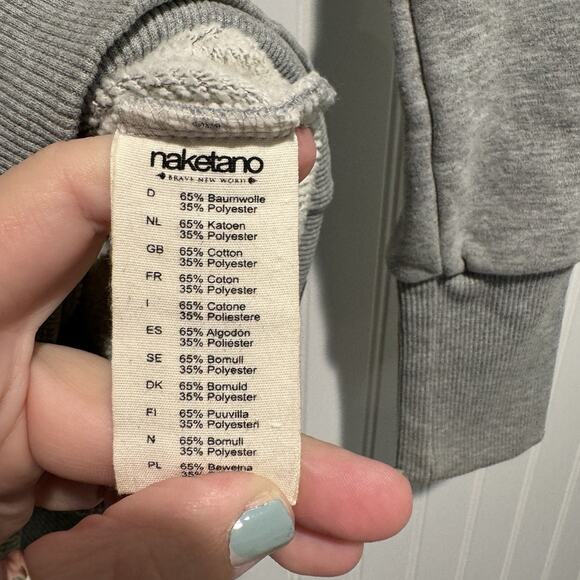 naketano
BRAVE NEW WORLD
D 65% Baumwolle
35% Polyester
NL 65% Katoen
35% Polyester
GB 65% Cotton
35% Polyester
FR 65% Coton
35% Polyester
I 65% Cotone
35% Poliestere
ES 65% Algodón
35% Poliéster
SE 65% Bomull
35% Polyester
DK 65% Bomuld
35% Polyester
FI 65% Puuvilla
35% Polyesteri
N 65% Bomull
35% Polyester
PL 65% Bawełna
35%